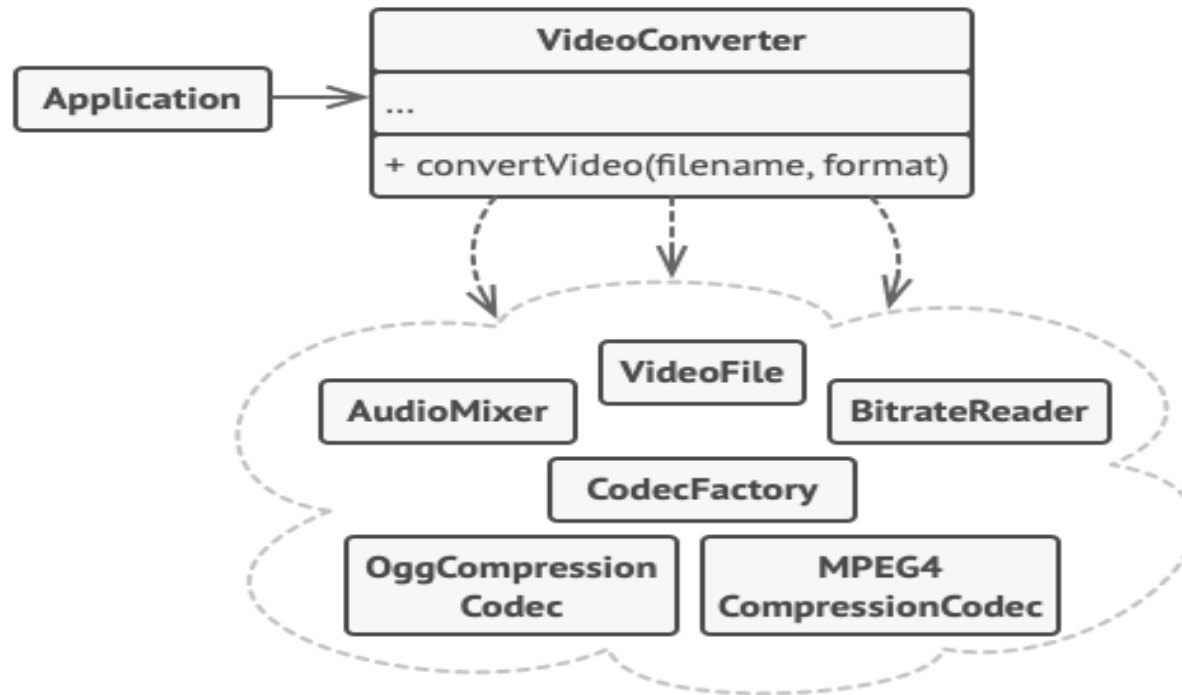 VideoConverter
Application
...
+ convertVideo(filename, format)
VideoFile
AudioMixer
BitrateReader
CodecFactory
OggCompression
Codec
MPEG4
CompressionCodec